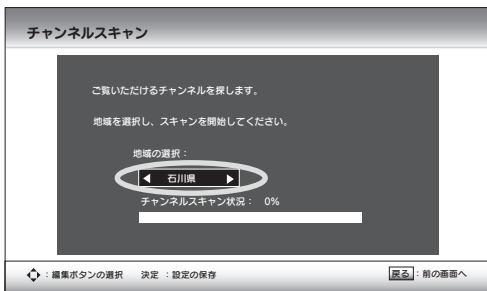 チャンネルスキャン
ご覧いただけるチャンネルを探します。
地域を選択し、スキャンを開始してください。
地域の選択：
石川県
チャンネルスキャン状況： 0%
：編集ボタンの選択 決定 ：設定の保存 戻る：前の画面へ